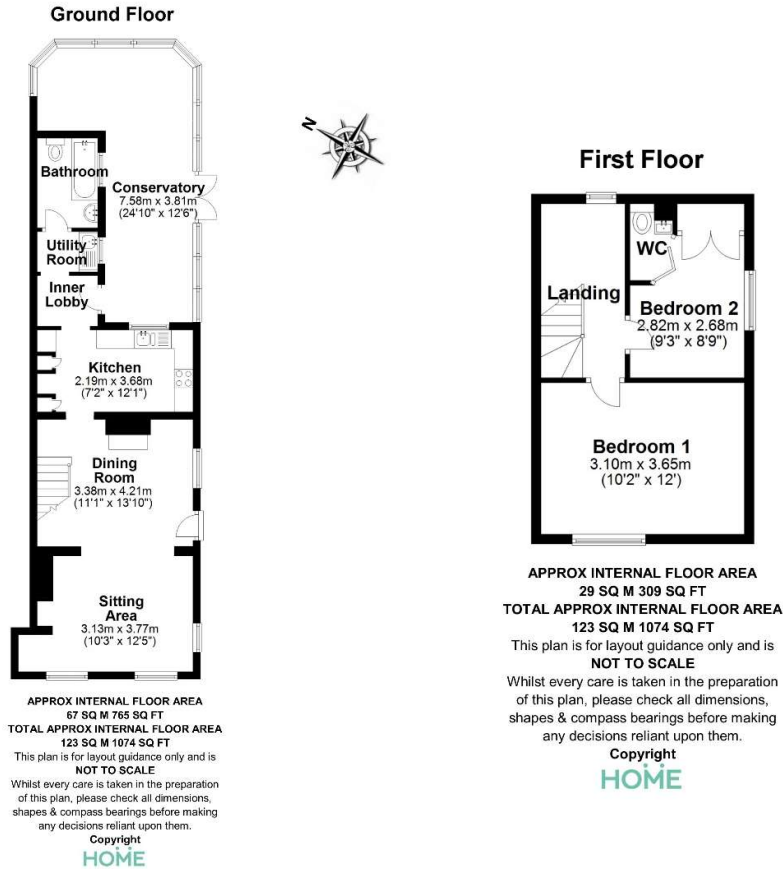 Ground Floor
Bathroom
Conservatory
7.58m x 3.81m
(24'10" x 12'6")
Utility
Room
Inner
Lobby
Kitchen
2.19m x 3.68m
(7'2" x 12'1")
Dining
Room
3.38m x 4.21m
(11'1" x 13'10")
Sitting
Area
3.13m x 3.77m
(10'3" x 12'5")
APPROX INTERNAL FLOOR AREA
67 SQ M 765 SQ FT
TOTAL APPROX INTERNAL FLOOR AREA
123 SQ M 1074 SQ FT
This plan is for layout guidance only and is
NOT TO SCALE
Whilst every care is taken in the preparation
of this plan, please check all dimensions,
shapes & compass bearings before making
any decisions reliant upon them.
Copyright
HOME
N
First Floor
WC
Landing
Bedroom 2
2.82m x 2.68m
(9'3" x 8'9")
Bedroom 1
3.10m x 3.65m
(10'2" x 12')
APPROX INTERNAL FLOOR AREA
29 SQ M 309 SQ FT
TOTAL APPROX INTERNAL FLOOR AREA
123 SQ M 1074 SQ FT
This plan is for layout guidance only and is
NOT TO SCALE
Whilst every care is taken in the preparation
of this plan, please check all dimensions,
shapes & compass bearings before making
any decisions reliant upon them.
Copyright
HOME